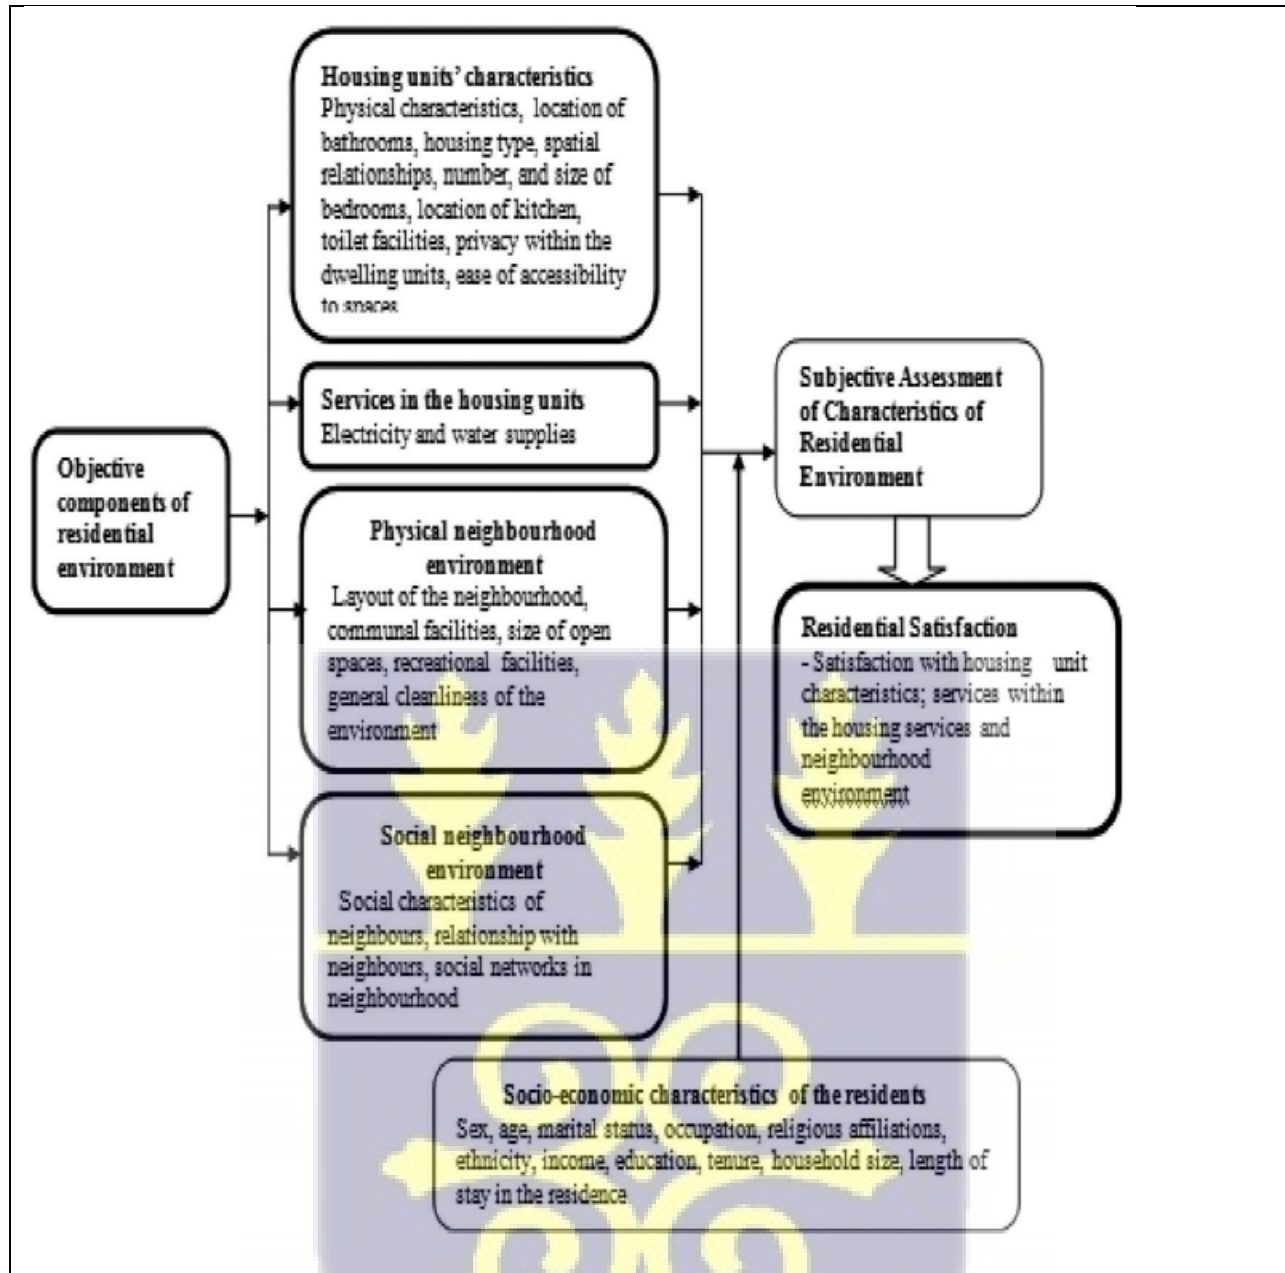 Housing units' characteristics
Physical characteristics, location of
bathrooms, housing type, spatial
relationships, number, and size of
bedrooms, location of kitchen,
toilet facilities, privacy within the
dwelling units, ease of accessibility
to spaces
Services in the housing units
Electricity and water supplies
Objective
components of
residential
environment
Physical neighbourhood
environment
Layout of the neighbourhood,
communal facilities, size of open
spaces, recreational facilities,
general cleanliness of the
environment
Social neighbourhood
environment
Social characteristics of
neighbours, relationship with
neighbours, social networks in
neighbourhood
Subjective Assessment
of Characteristics of
Residential
Environment
Residential Satisfaction
- Satisfaction with housing unit
characteristics; services within
the housing services and
neighbourhood
environment
Socio-economic characteristics of the residents
Sex, age, marital status, occupation, religious affiliations,
ethnicity, income, education, tenure, household size, length of
stay in the residence